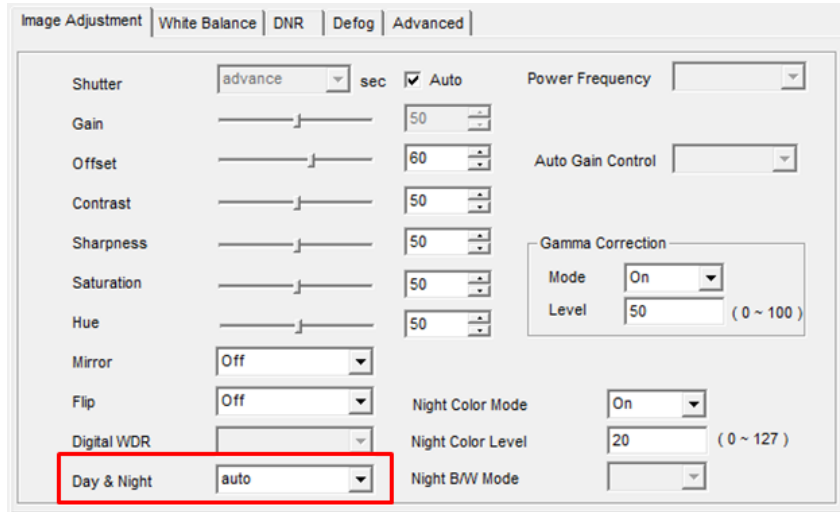 Image Adjustment White Balance DNR Defog Advanced
Shutter advance sec Auto Power Frequency
Gain 50
Offset 60 Auto Gain Control
Contrast 50
Sharpness 50 Gamma Correction
Saturation 50 Mode On
Hue 50 Level 50 ( 0 ~ 100 )
Mirror Off
Flip Off Night Color Mode On
Digital WDR Night Color Level 20 ( 0 ~ 127 )
Day & Night auto Night B/W Mode